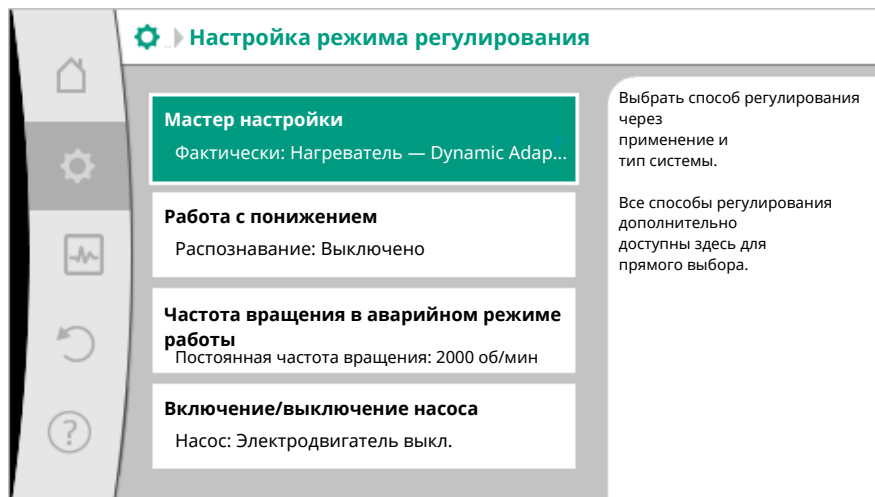 Настройка режима регулирования
Мастер настройки
Фактически: Нагреватель — Dynamic Adap...
Работа с понижением
Распознавание: Выключено
Частота вращения в аварийном режиме
работы
Постоянная частота вращения: 2000 об/мин
Включение/выключение насоса
Насос: Электродвигатель выкл.
Выбрать способ регулирования
через
применение и
тип системы.
Все способы регулирования
дополнительно
доступны здесь для
прямого выбора.